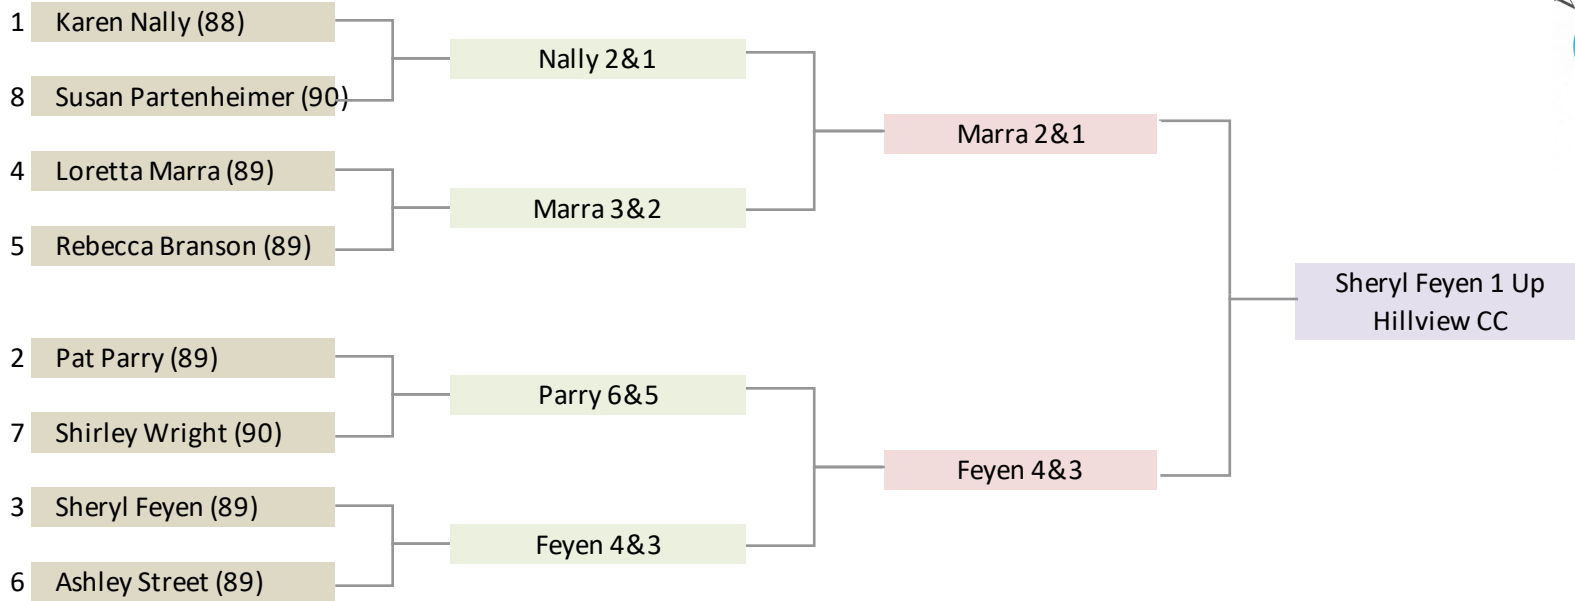 1 Karen Nally (88)
Nally 2&1
8 Susan Partenheimer (90)
Marra 2&1
4 Loretta Marra (89)
Marra 3&2
5 Rebecca Branson (89)
Sheryl Feyen 1 Up
Hillview CC
2 Pat Parry (89)
Parry 6&5
7 Shirley Wright (90)
Feyen 4&3
3 Sheryl Feyen (89)
Feyen 4&3
6 Ashley Street (89)